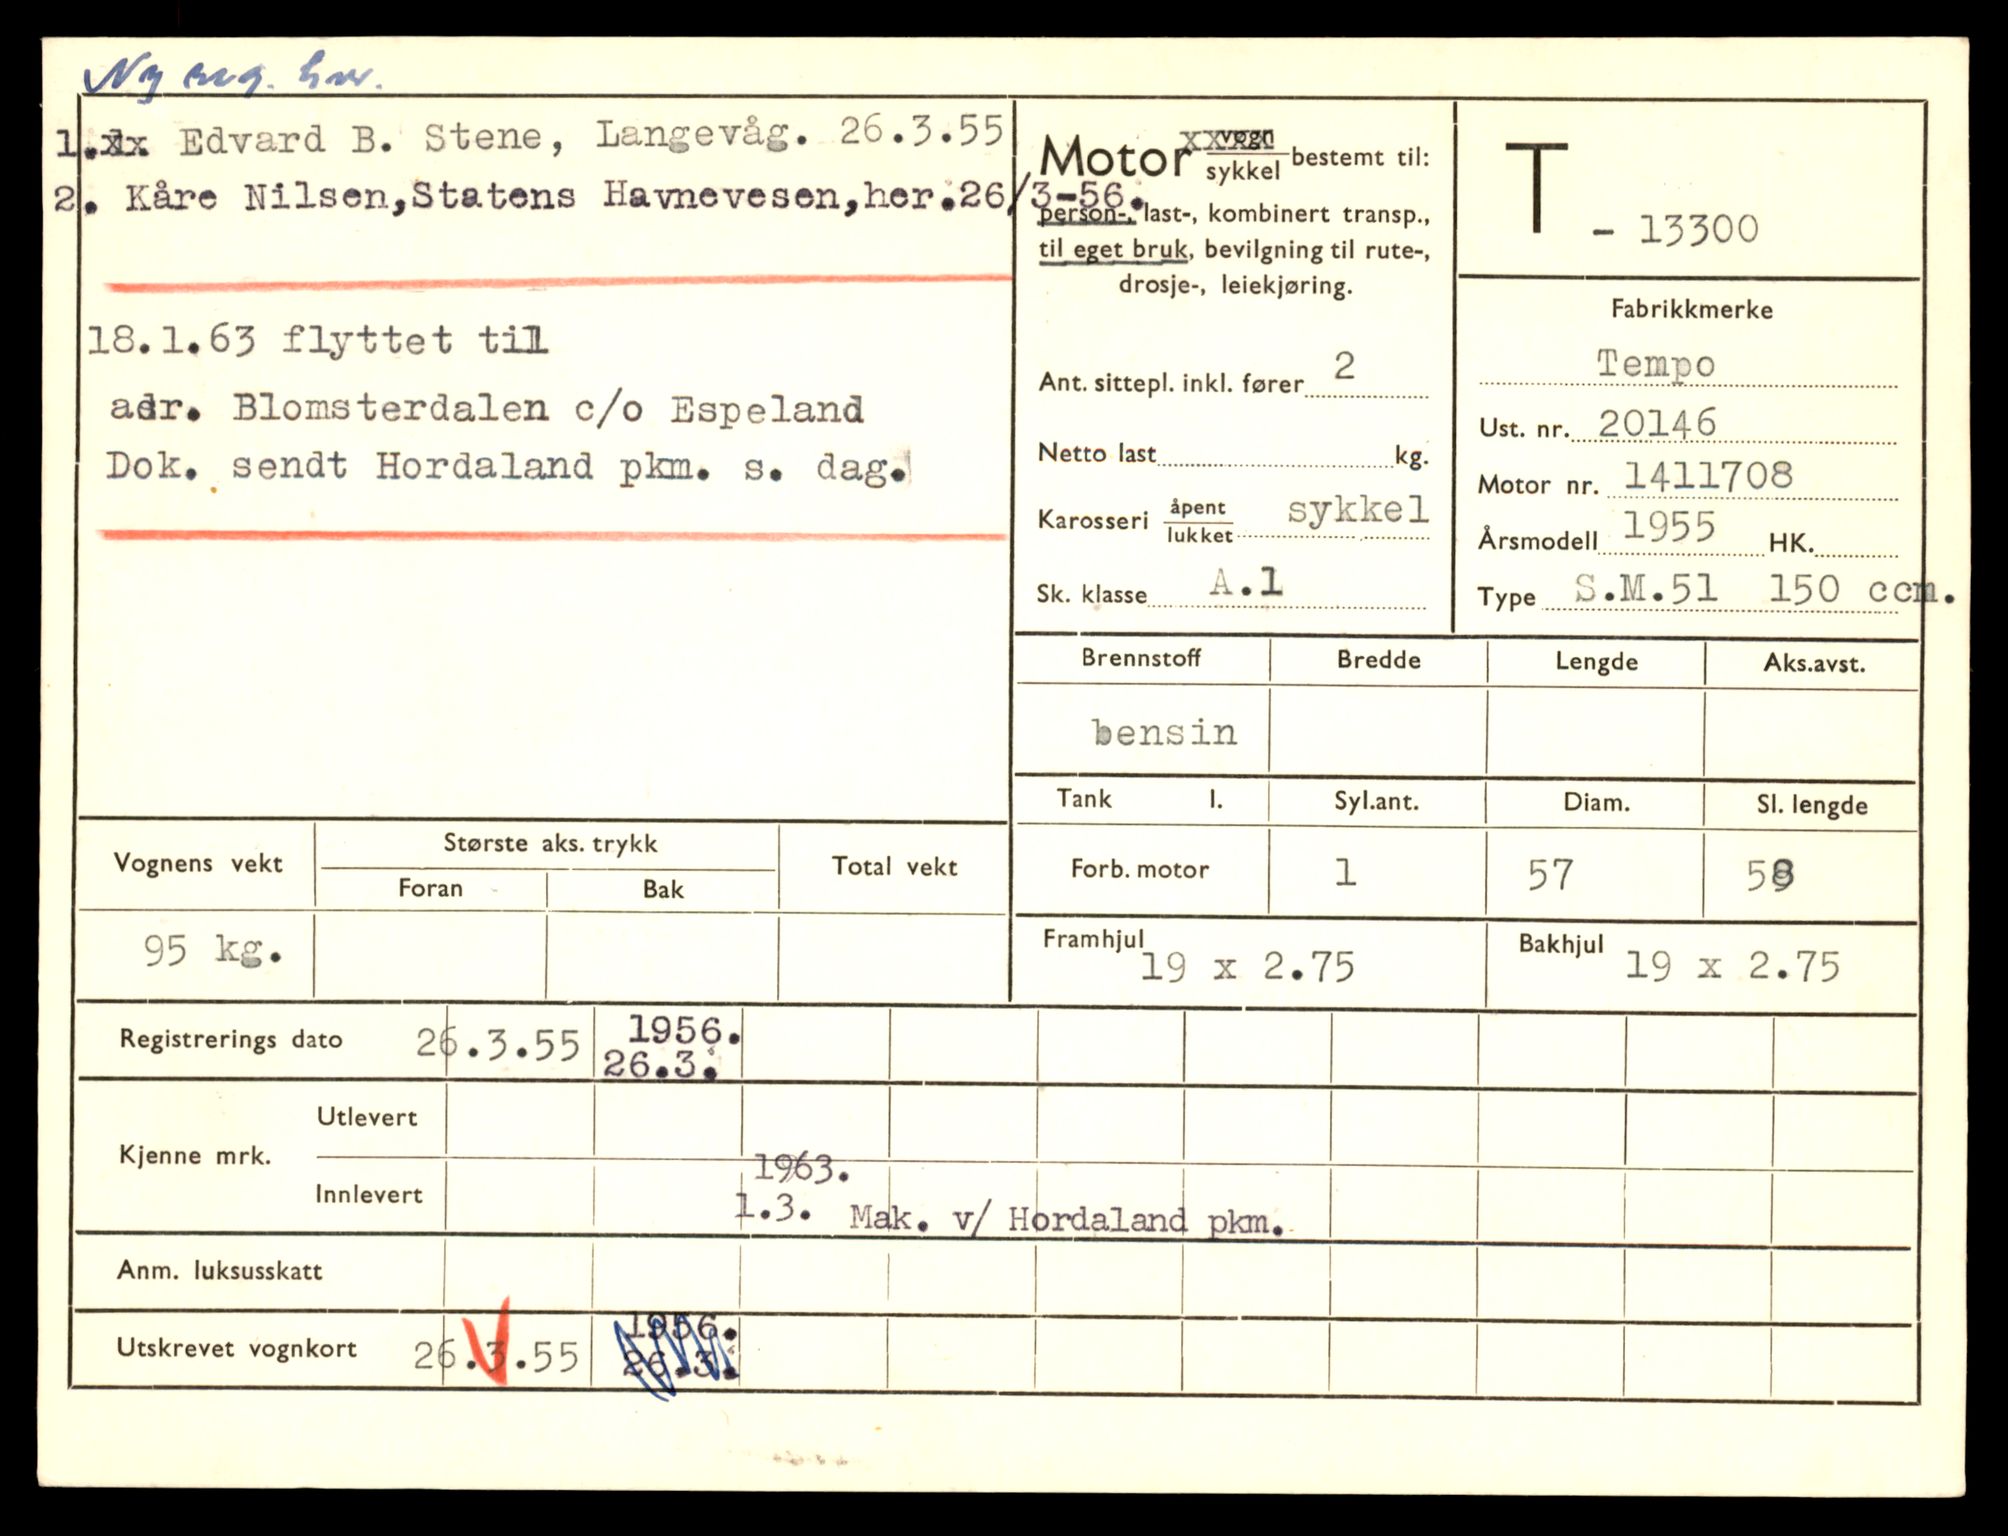 Ny
1. Edvard B. Stene, Langevåg. 26.3.55
2. Kåre Nilsen, Statens Havnevesen, her. 26/3-56.
18.1.63 flyttet til
adr. Blomsterdalen c/o Espeland
Dok. sendt Hordaland pkm. s. dag.
Motor vogn/sykkel bestemt til:
person-, last-, kombinert transp.,
til eget bruk, bevilgning til rute-,
drosje-, leiekjøring.
Ant. sittepl. inkl. fører 2
Netto last kg.
Karosseri åpent/lukket sykkel
Sk. klasse A.1
T - 13300
Fabrikkmerke
Tempo
Ust. nr. 20146
Motor nr. 1411708
Årsmodell 1955 HK.
Type S.M.51 150 ccm.
Brennstoff Bredde Lengde Aks.avst.
bensin
Tank l. Syl.ant. Diam. Sl. lengde
Forb. motor 1 57 58
Framhjul 19 x 2.75 Bakhjul 19 x 2.75
Vognens vekt Største aks. trykk Total vekt
Foran Bak
95 kg.
Registrerings dato 26.3.55 1956. 26.3.
Kjenne mrk. Utlevert
Innlevert 1963. 1.3. Mak. v/ Hordaland pkm.
Anm. luksusskatt
Utskrevet vognkort 26.3.55 1956. 26.3.